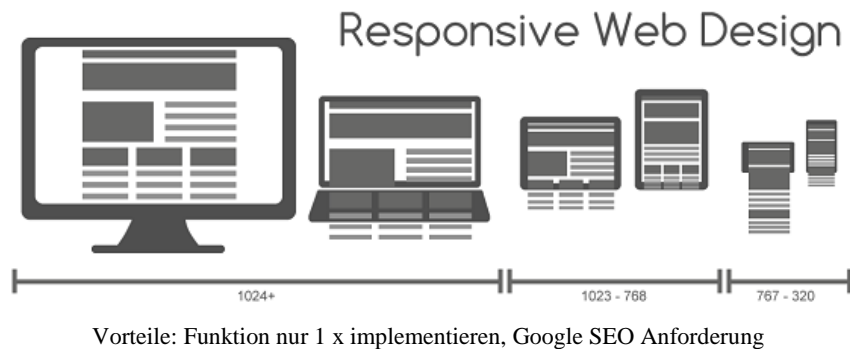 Responsive Web Design
1024+
1023 - 768
767 - 320
Vorteile: Funktion nur 1 x implementieren, Google SEO Anforderung